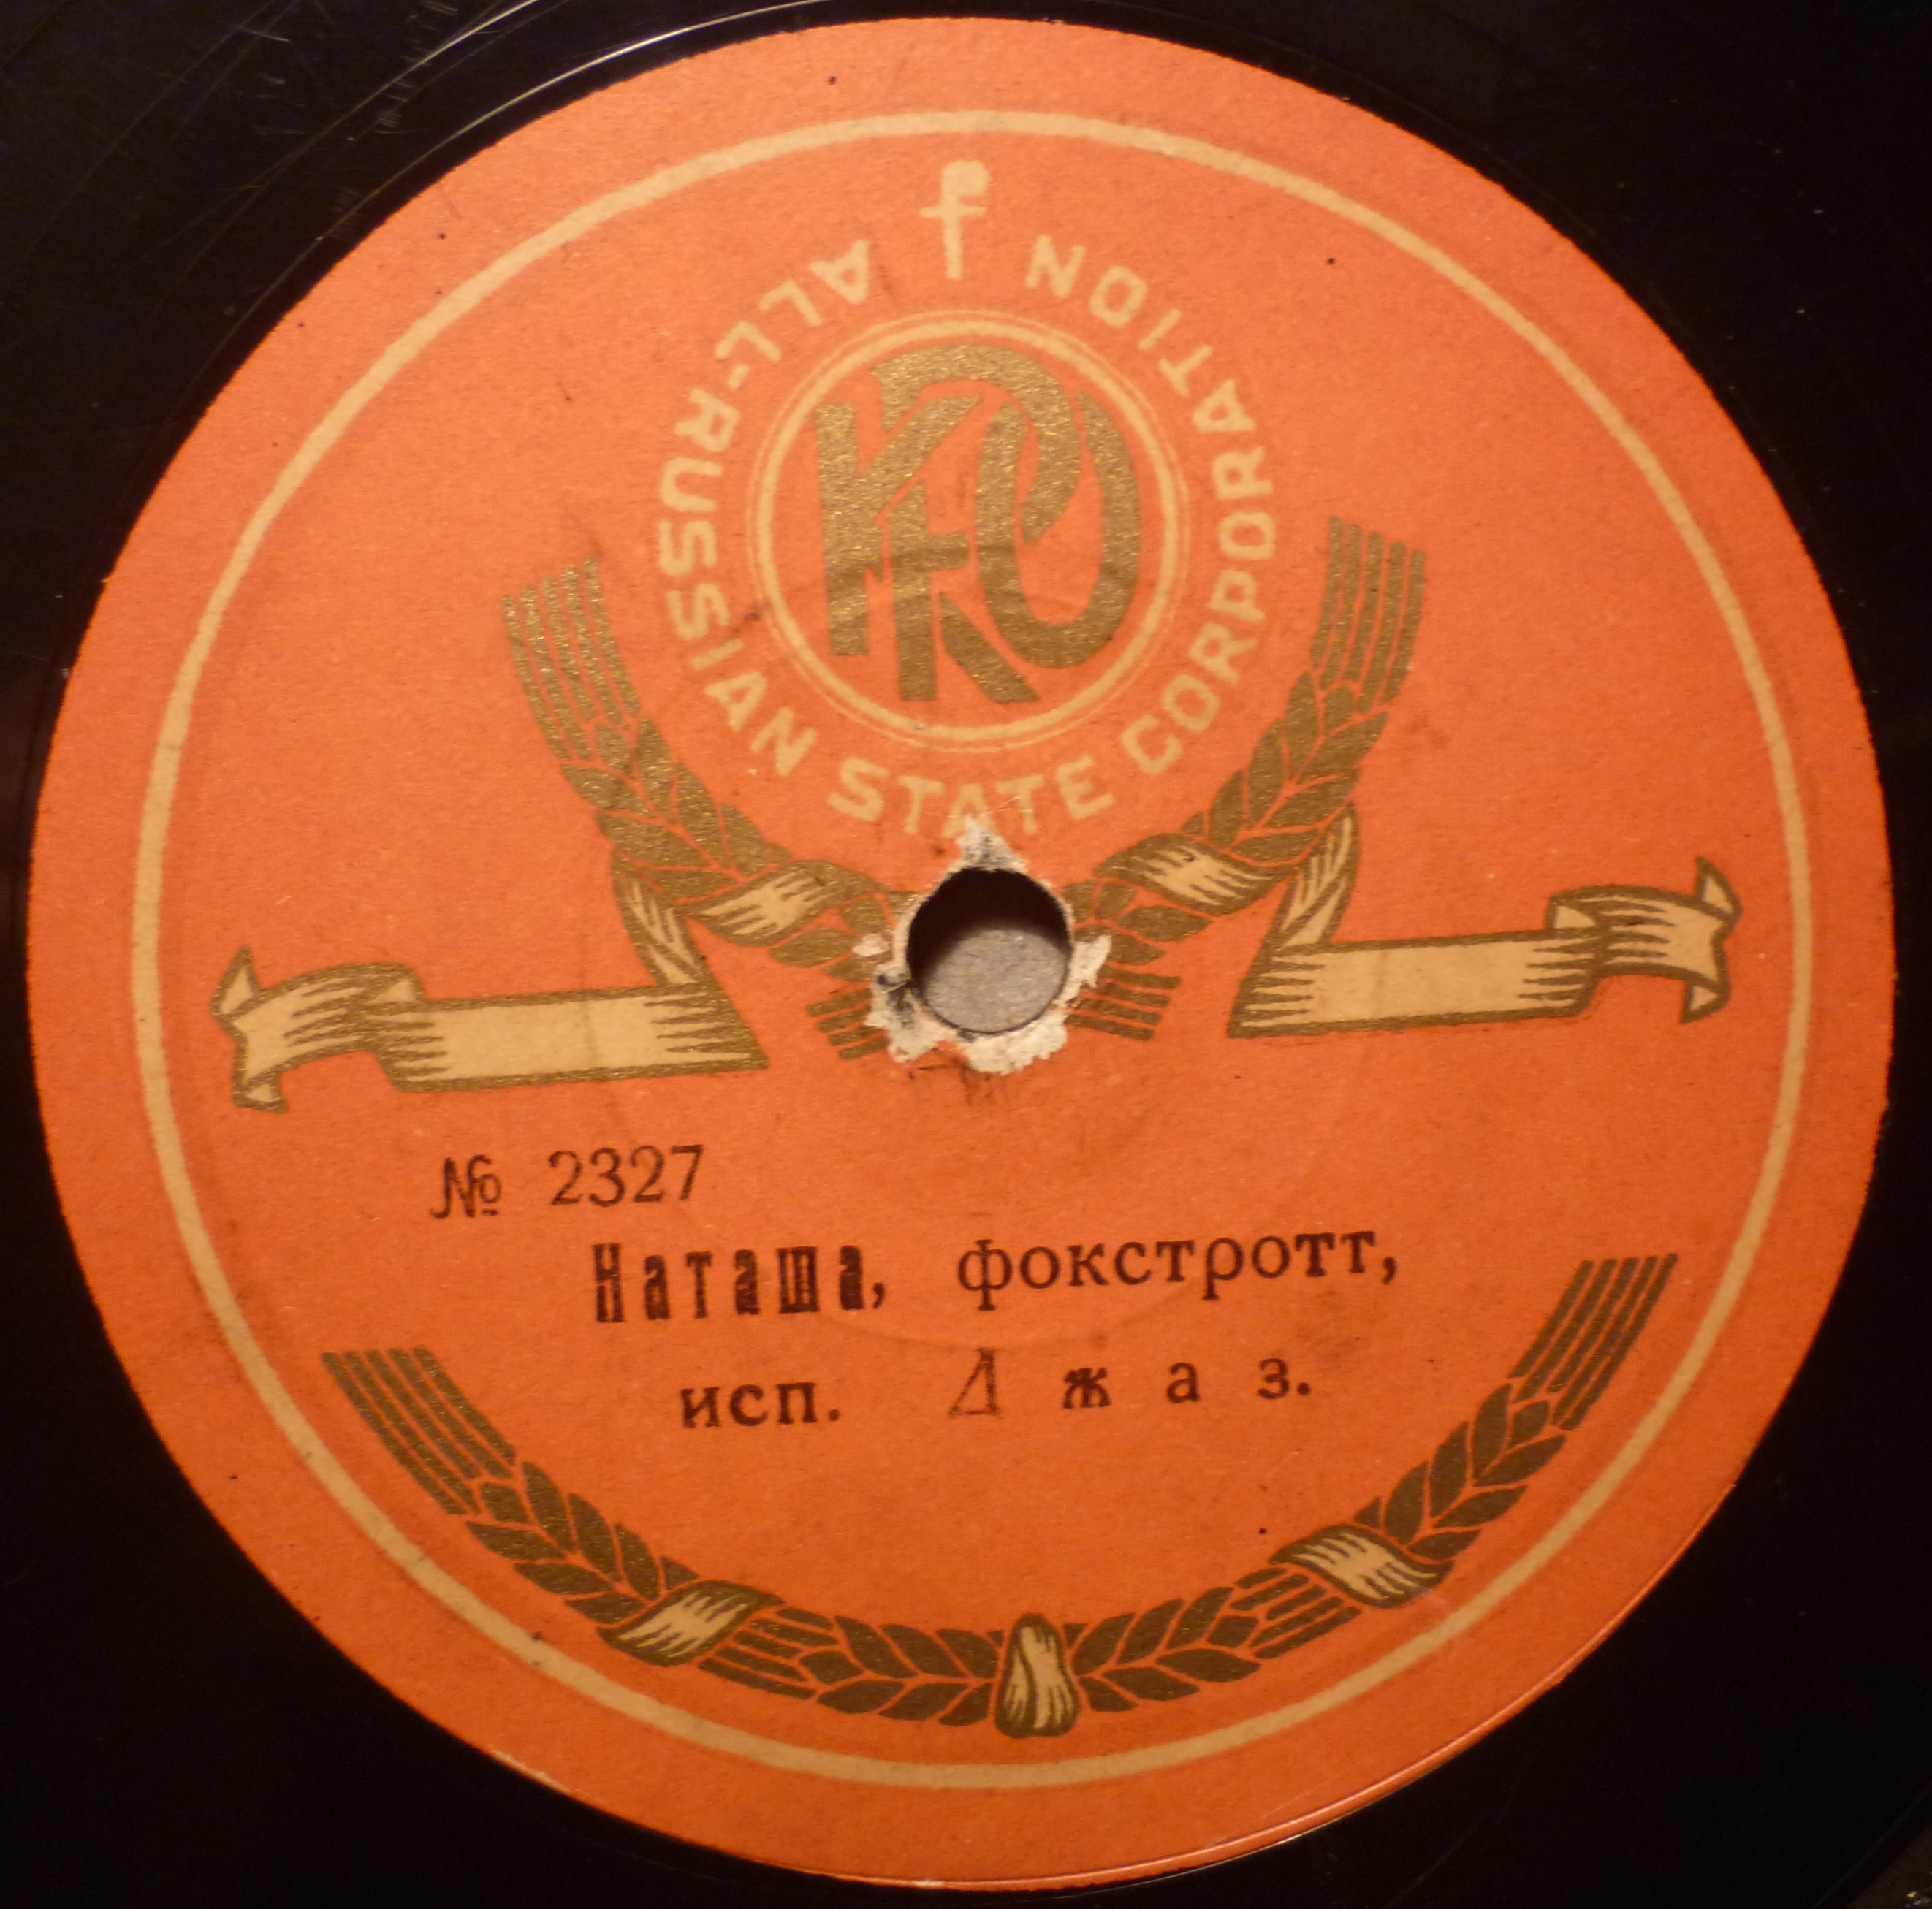 f
ALL-RUSSIAN STATE CORPORATION
№ 2327
Наташа, фокстротт,
исп. Джаз.